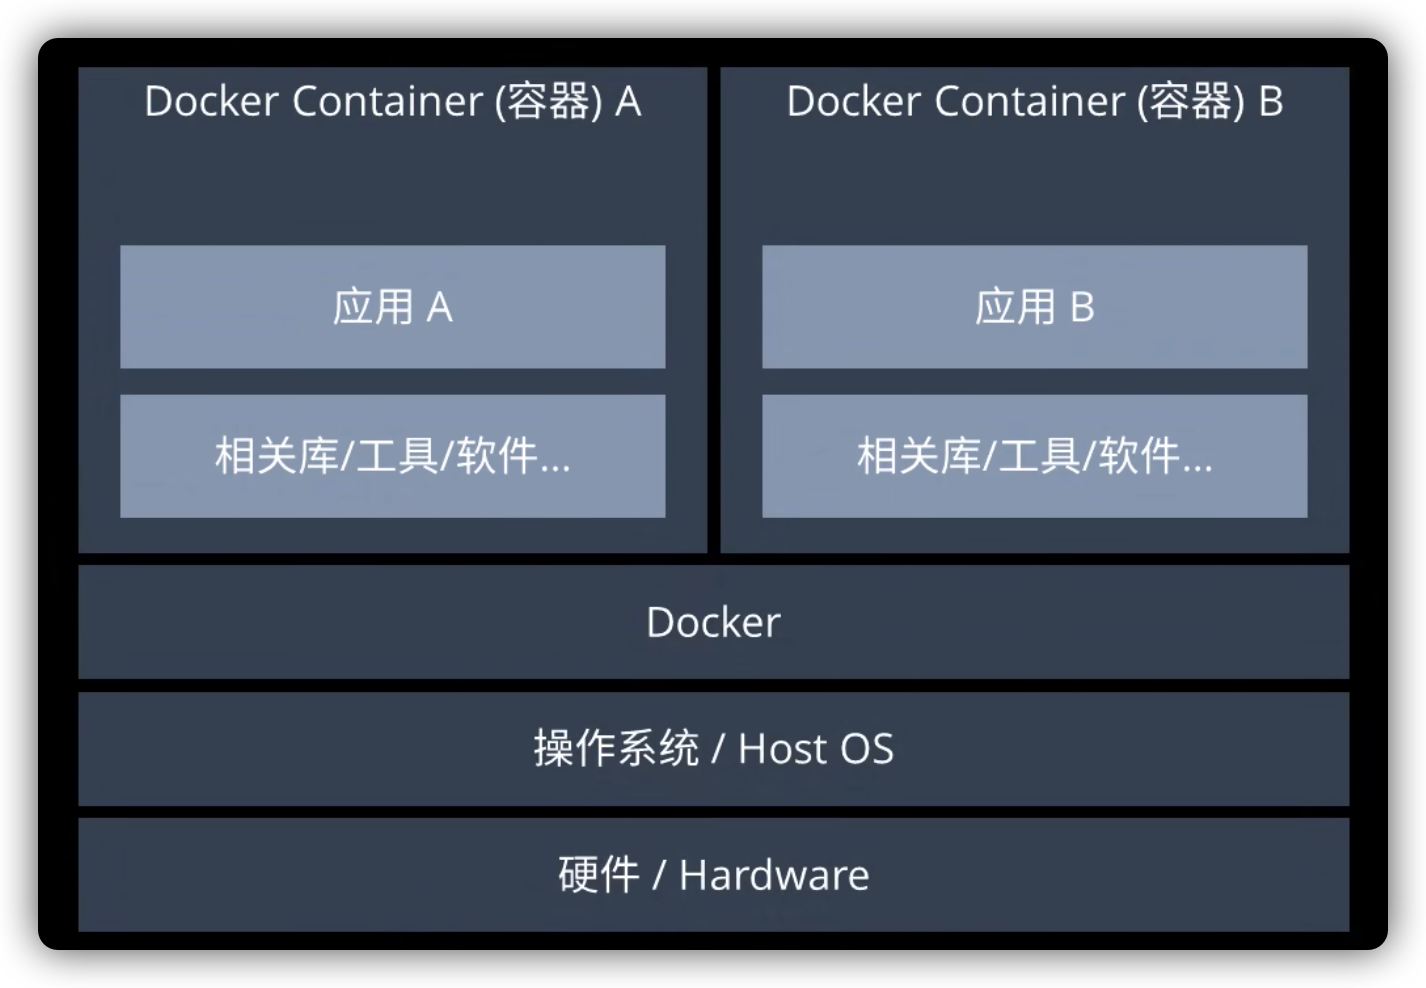 Docker Container (容器) A
Docker Container (容器) B
应用 A
应用 B
相关库/工具/软件...
相关库/工具/软件...
Docker
操作系统 / Host OS
硬件 / Hardware